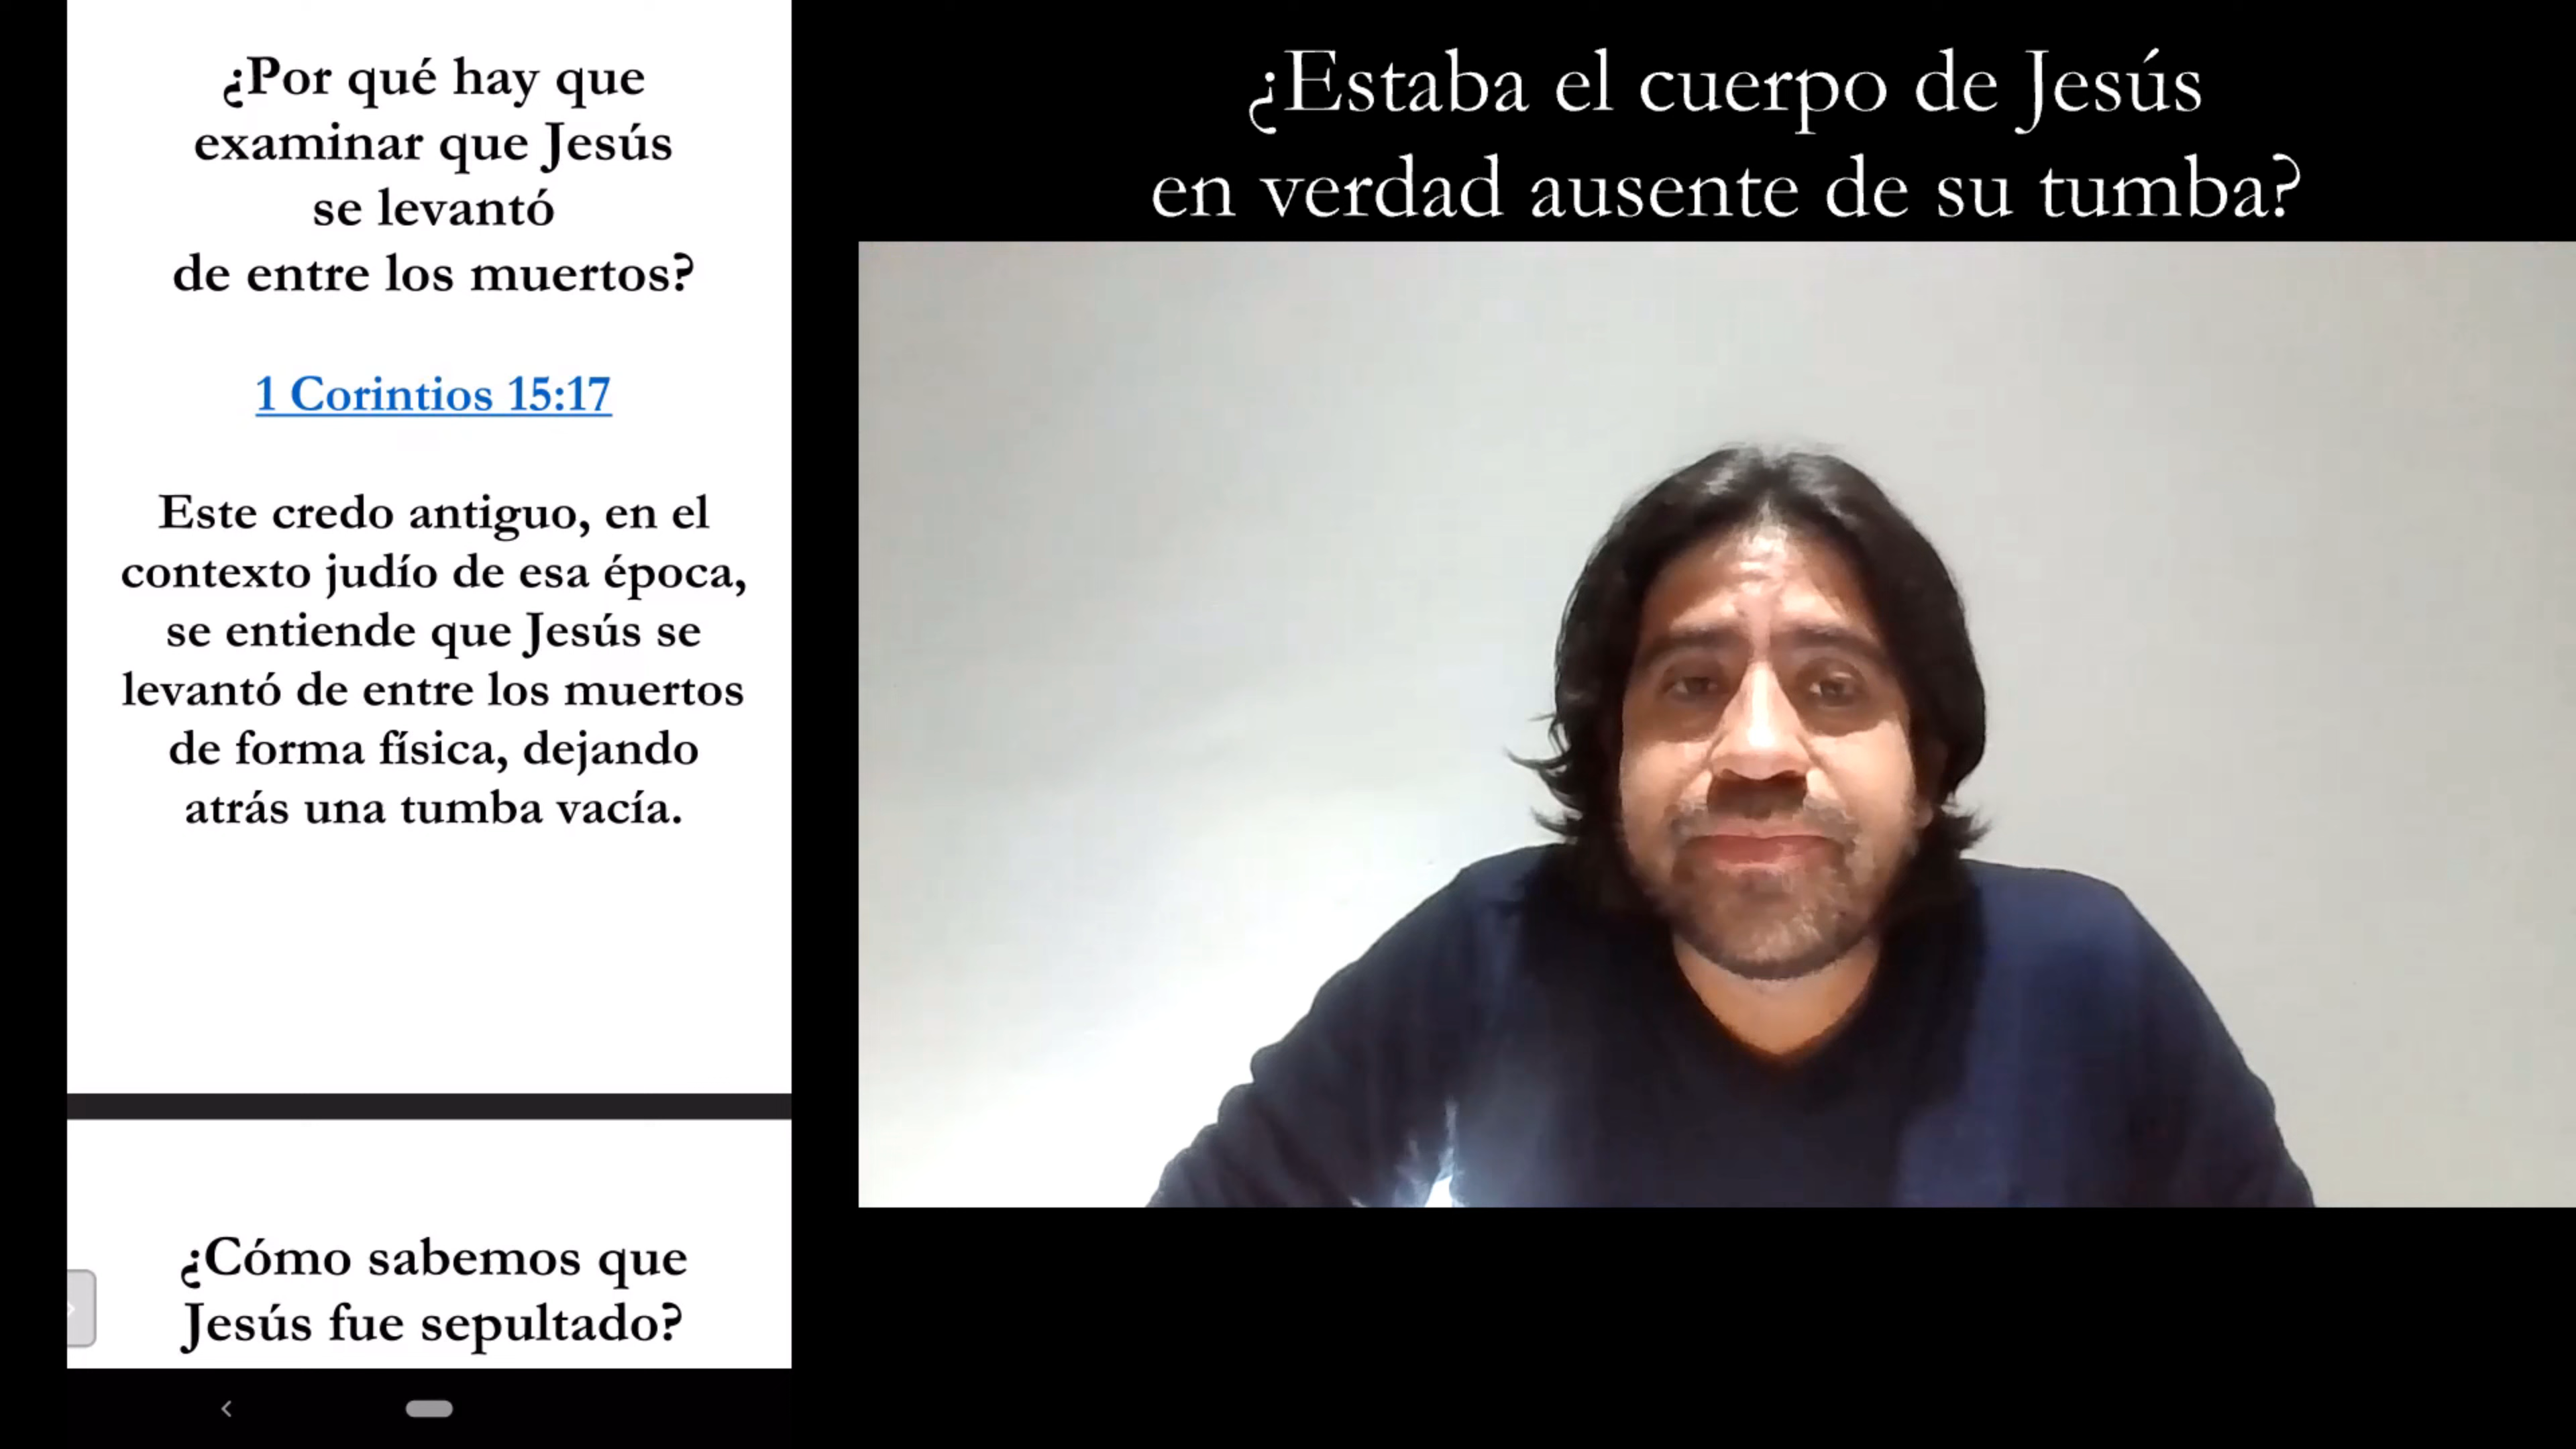 ¿Por qué hay que
examinar que Jesús
se levantó
de entre los muertos?
1 Corintios 15:17
Este credo antiguo, en el
contexto judío de esa época,
se entiende que Jesús se
levantó de entre los muertos
de forma física, dejando
atrás una tumba vacía.
¿Cómo sabemos que
Jesús fue sepultado?
¿Estaba el cuerpo de Jesús
en verdad ausente de su tumba?